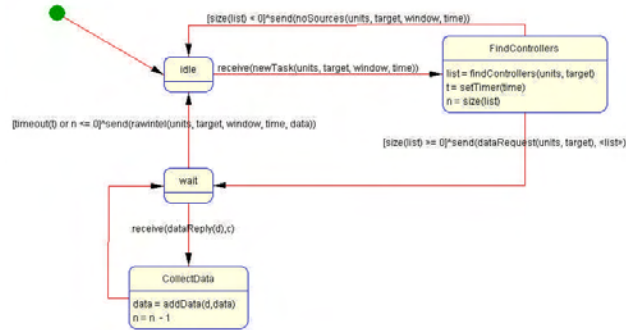 [size(list) < 0]^send(noSources(units, target, window, time))
FindControllers
idle
receive(newTask(units, target, window, time))
list = findControllers(units, target)
t = setTimer(time)
n = size(list)
[timeout(t) or n <= 0]^send(rawintel(units, target, window, time, data))
[size(list) >= 0]^send(dataRequest(units, target), <list>)
wait
receive(dataReply(d),c)
CollectData
data = addData(d,data)
n = n - 1